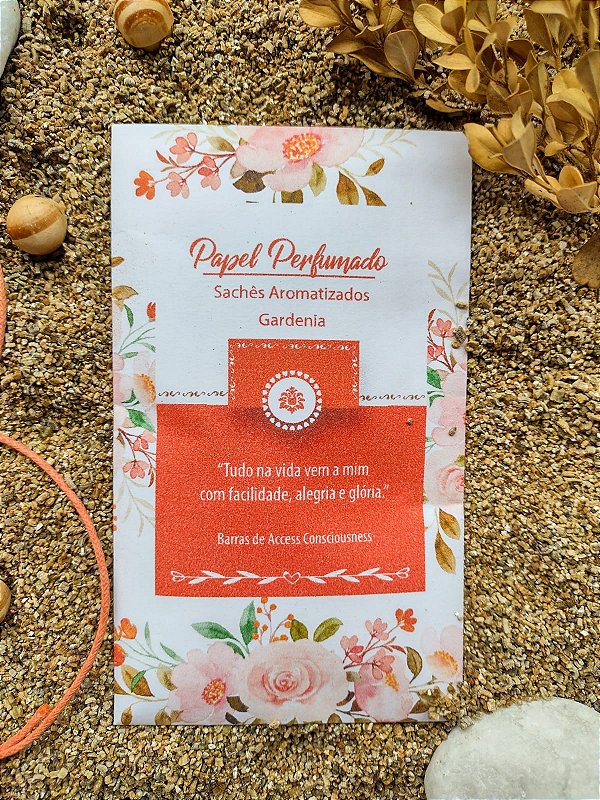 Papel Perfumado
Sachês Aromatizados
Gardenia
“Tudo na vida vem a mim
com facilidade, alegria e glória.”
Barras de Access Consciousness